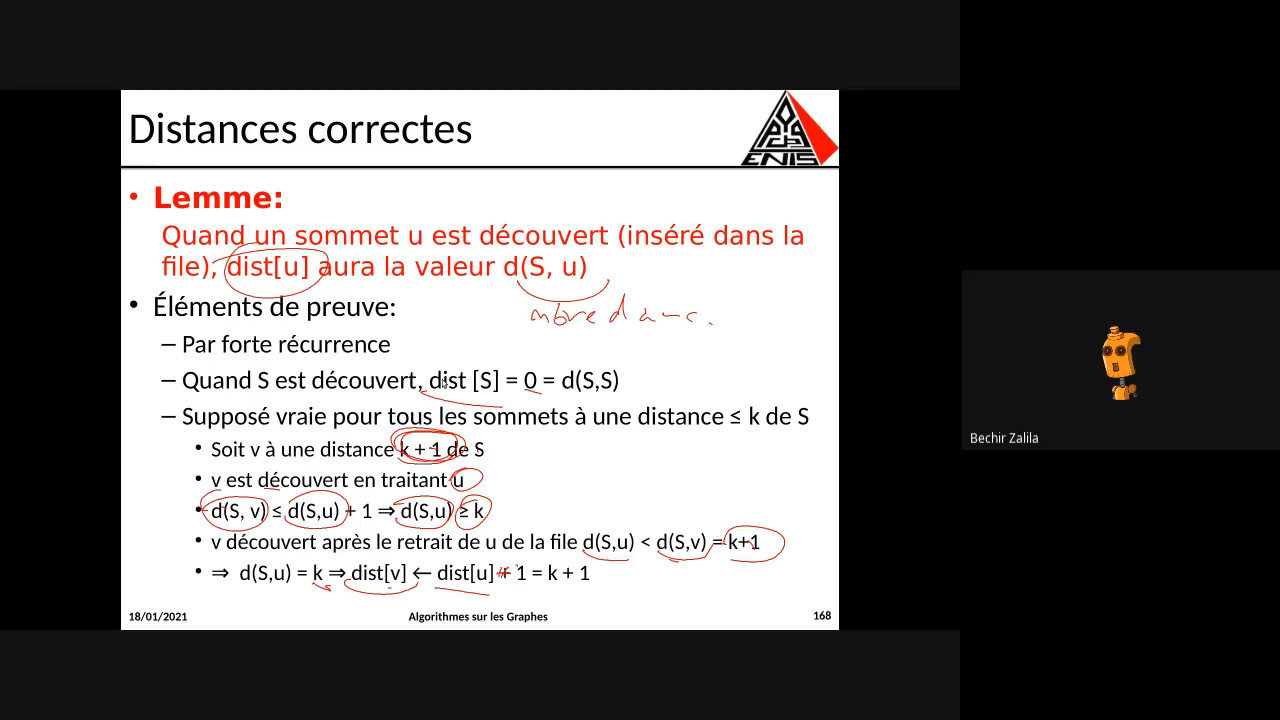 Distances correctes
ENIS
• Lemme:
Quand un sommet u est découvert (inséré dans la
file), dist[u] aura la valeur d(S, u)
• Éléments de preuve:
nbre d'arc.
– Par forte récurrence
– Quand S est découvert, dist [S] = 0 = d(S,S)
– Supposé vraie pour tous les sommets à une distance ≤ k de S
• Soit v à une distance k + 1 de S
• v est découvert en traitant u
• d(S, v) ≤ d(S,u) + 1 ⇒ d(S,u) ≥ k
• v découvert après le retrait de u de la file d(S,u) < d(S,v) = k+1
• ⇒ d(S,u) = k ⇒ dist[v] ← dist[u] + 1 = k + 1
18/01/2021
Algorithmes sur les Graphes
168
Bechir Zalila